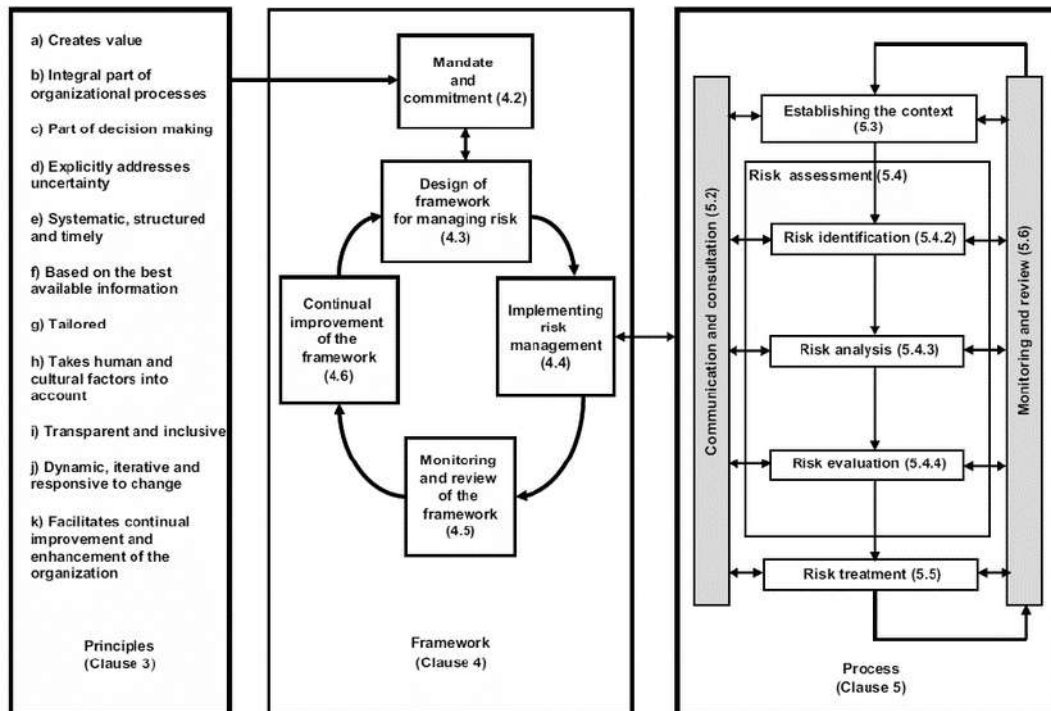 a) Creates value
b) Integral part of
organizational processes
c) Part of decision making
d) Explicitly addresses
uncertainty
e) Systematic, structured
and timely
f) Based on the best
available information
g) Tailored
h) Takes human and
cultural factors into
account
i) Transparent and inclusive
j) Dynamic, iterative and
responsive to change
k) Facilitates continual
improvement and
enhancement of the
organization
Principles
(Clause 3)
Mandate
and
commitment (4.2)
Design of
framework
for managing risk
(4.3)
Implementing
risk
management
(4.4)
Continual
improvement
of the
framework
(4.6)
Monitoring
and review
of the
framework
(4.5)
Framework
(Clause 4)
Communication and consultation (5.2)
Establishing the context
(5.3)
Risk assessment (5.4)
Risk identification (5.4.2)
Risk analysis (5.4.3)
Risk evaluation (5.4.4)
Risk treatment (5.5)
Monitoring and review (5.6)
Process
(Clause 5)